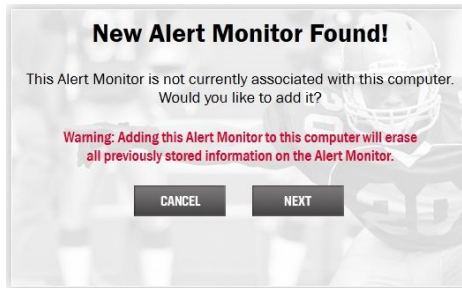 New Alert Monitor Found!
This Alert Monitor is not currently associated with this computer.
Would you like to add it?
Warning: Adding this Alert Monitor to this computer will erase
all previously stored information on the Alert Monitor.
CANCEL NEXT